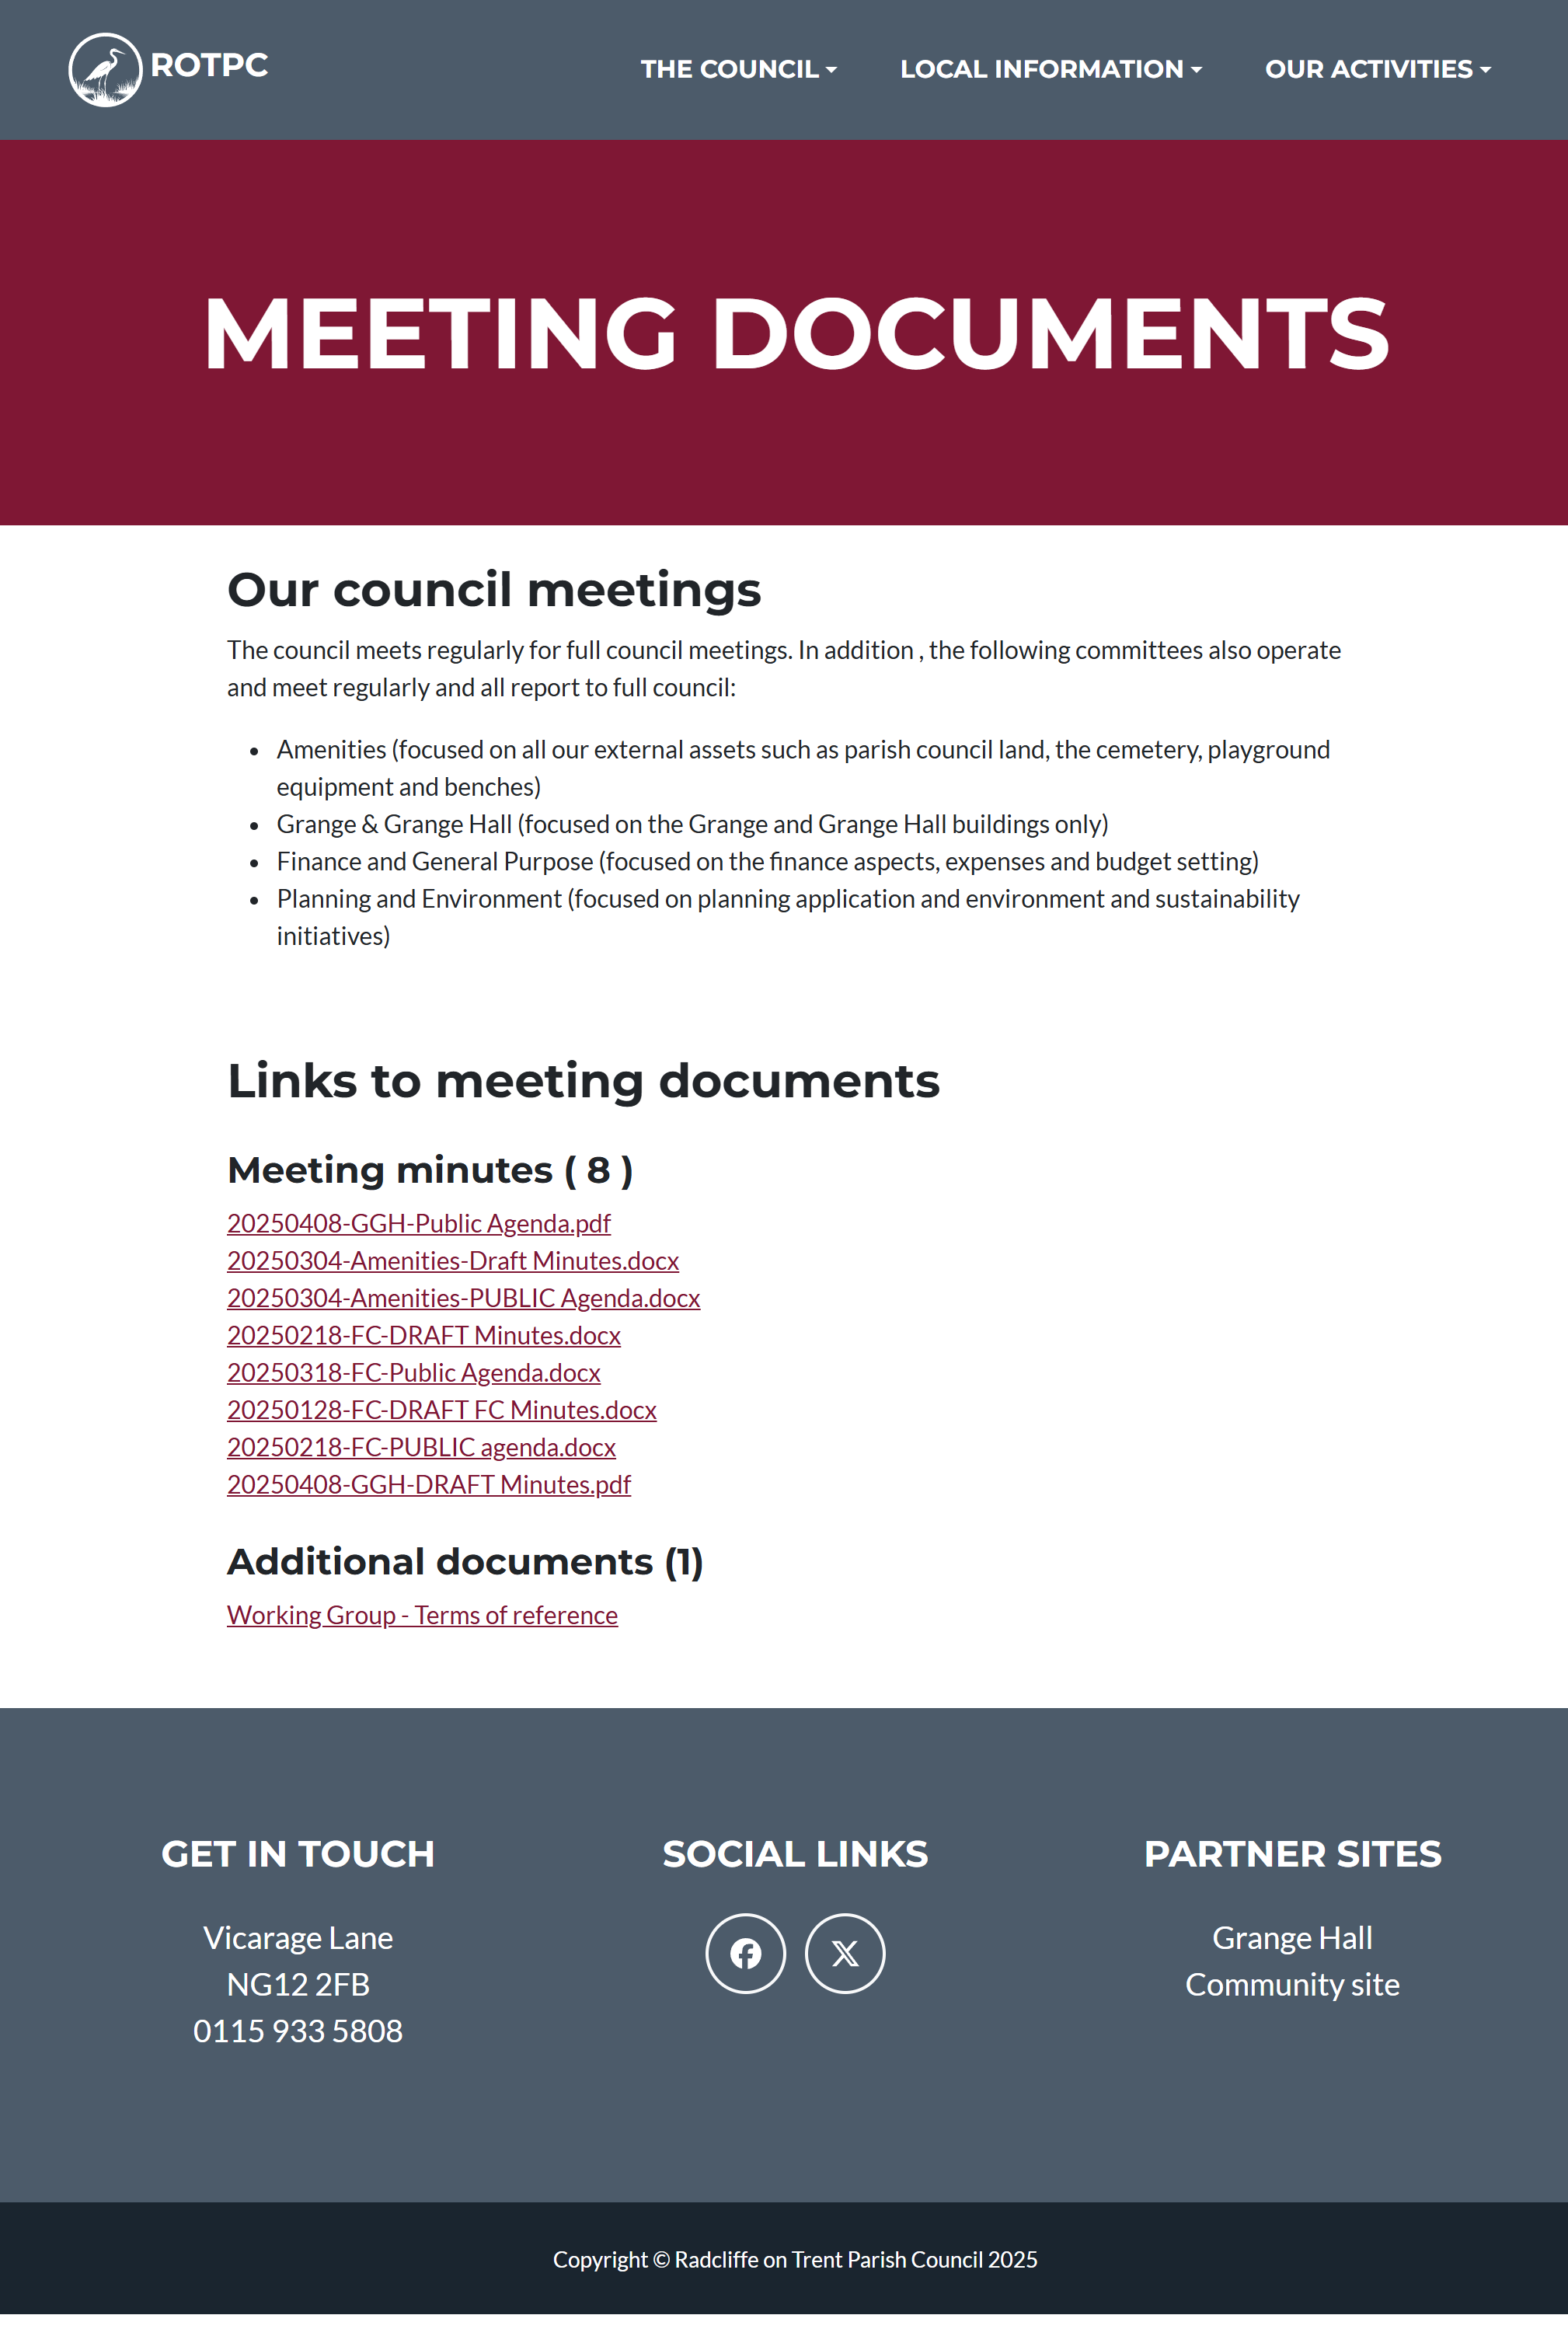 ROTPC
THE COUNCIL
LOCAL INFORMATION
OUR ACTIVITIES
MEETING DOCUMENTS
Our council meetings
The council meets regularly for full council meetings. In addition , the following committees also operate
and meet regularly and all report to full council:
Amenities (focused on all our external assets such as parish council land, the cemetery, playground
equipment and benches)
Grange & Grange Hall (focused on the Grange and Grange Hall buildings only)
Finance and General Purpose (focused on the finance aspects, expenses and budget setting)
Planning and Environment (focused on planning application and environment and sustainability
initiatives)
Links to meeting documents
Meeting minutes ( 8 )
20250408-GGH-Public Agenda.pdf
20250304-Amenities-Draft Minutes.docx
20250304-Amenities-PUBLIC Agenda.docx
20250218-FC-DRAFT Minutes.docx
20250318-FC-Public Agenda.docx
20250128-FC-DRAFT FC Minutes.docx
20250218-FC-PUBLIC agenda.docx
20250408-GGH-DRAFT Minutes.pdf
Additional documents (1)
Working Group - Terms of reference
GET IN TOUCH
Vicarage Lane
NG12 2FB
0115 933 5808
SOCIAL LINKS
PARTNER SITES
Grange Hall
Community site
Copyright © Radcliffe on Trent Parish Council 2025